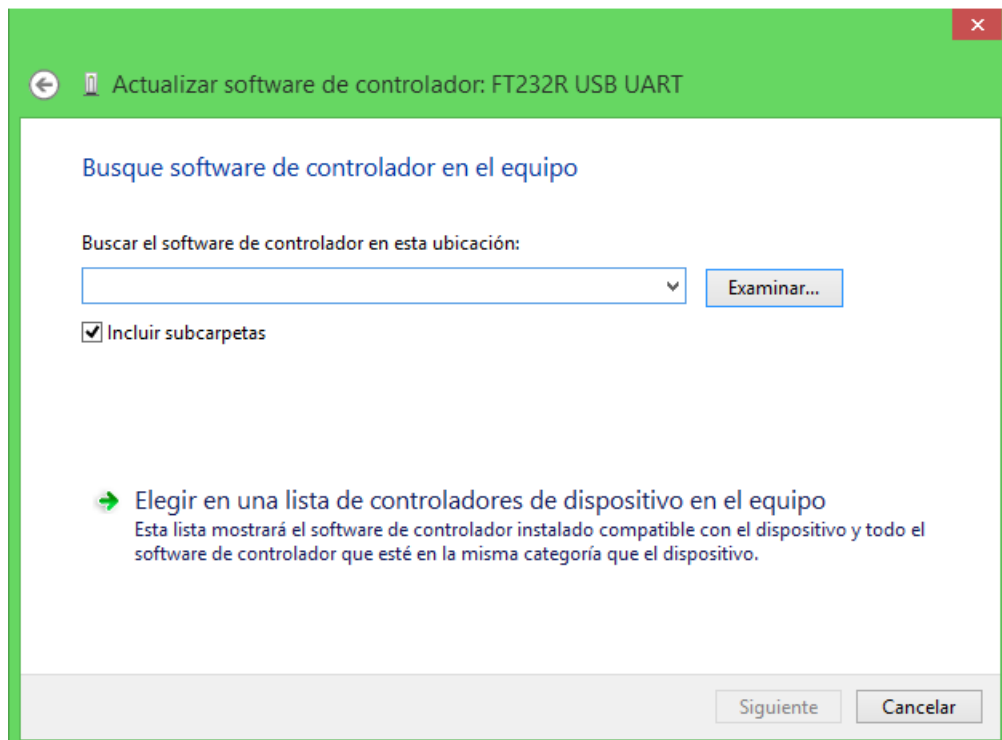 Actualizar software de controlador: FT232R USB UART
Busque software de controlador en el equipo
Buscar el software de controlador en esta ubicación:
Examinar...
Incluir subcarpetas
Elegir en una lista de controladores de dispositivo en el equipo
Esta lista mostrará el software de controlador instalado compatible con el dispositivo y todo el
software de controlador que esté en la misma categoría que el dispositivo.
Siguiente
Cancelar